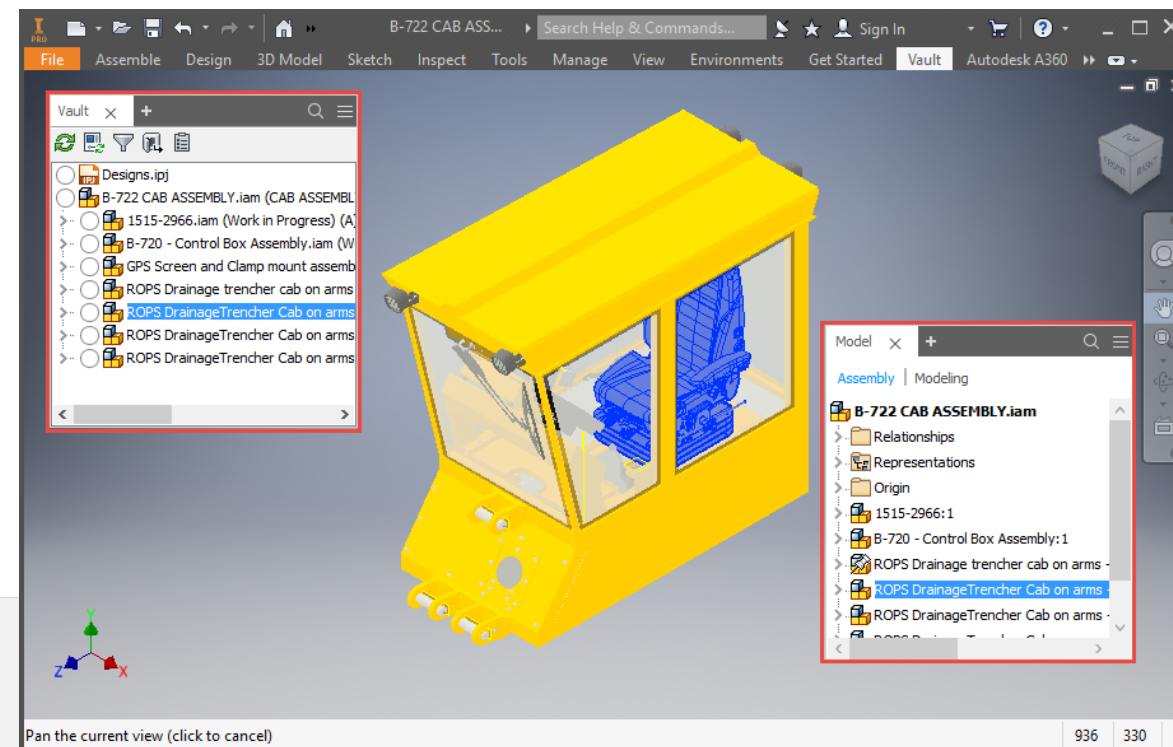 PRO
B-722 CAB ASS...
Search Help & Commands...
Sign In
File Assemble Design 3D Model Sketch Inspect Tools Manage View Environments Get Started Vault Autodesk A360
Vault
Designs.ipj
B-722 CAB ASSEMBLY.iam (CAB ASSEMBL
1515-2966.iam (Work in Progress) (A)
B-720 - Control Box Assembly.iam (W
GPS Screen and Clamp mount assemb
ROPS Drainage trencher cab on arms
ROPS DrainageTrencher Cab on arms
ROPS DrainageTrencher Cab on arms
ROPS DrainageTrencher Cab on arms
TOP
FRONT
RIGHT
Model
Assembly | Modeling
B-722 CAB ASSEMBLY.iam
Relationships
Representations
Origin
1515-2966:1
B-720 - Control Box Assembly:1
ROPS Drainage trencher cab on arms -
ROPS DrainageTrencher Cab on arms -
ROPS DrainageTrencher Cab on arms -
Y
Z
X
Pan the current view (click to cancel)
936 330